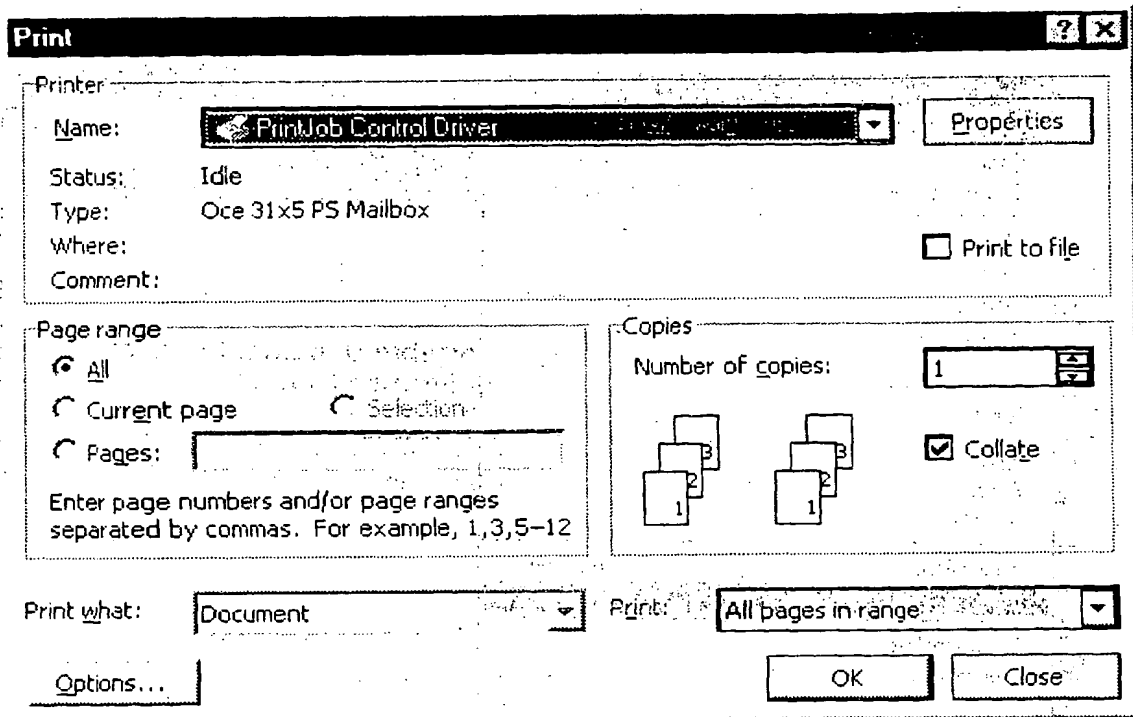 Print
Printer
Name: PrintJob Control Driver Properties
Status: Idle
Type: Oce 31x5 PS Mailbox
Where: Print to file
Comment:
Page range
All
Current page Selection
Pages:
Enter page numbers and/or page ranges
separated by commas. For example, 1,3,5–12
Copies
Number of copies: 1
3 3
2 2
1 1
Collate
Print what: Document Print: All pages in range
Options... OK Close